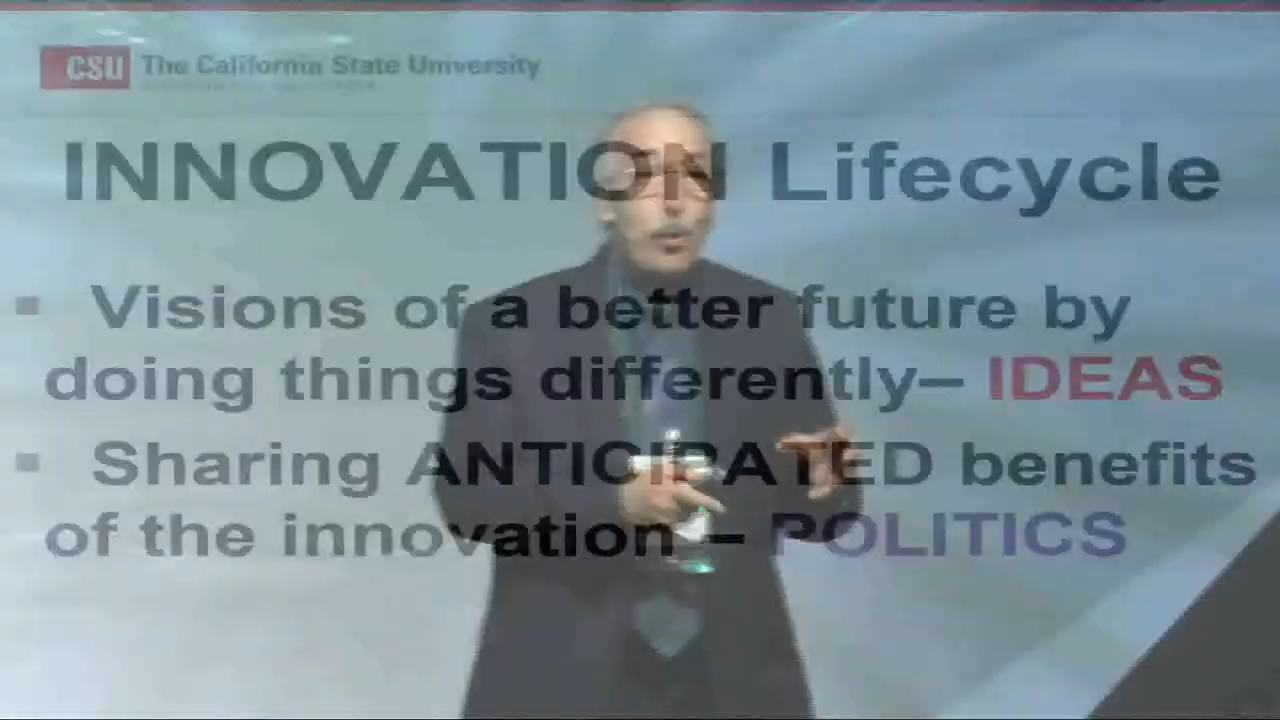 CSU The California State University
INNOVATION Lifecycle
▪ Visions of a better future by
doing things differently– IDEAS
▪ Sharing ANTICIPATED benefits
of the innovation – POLITICS